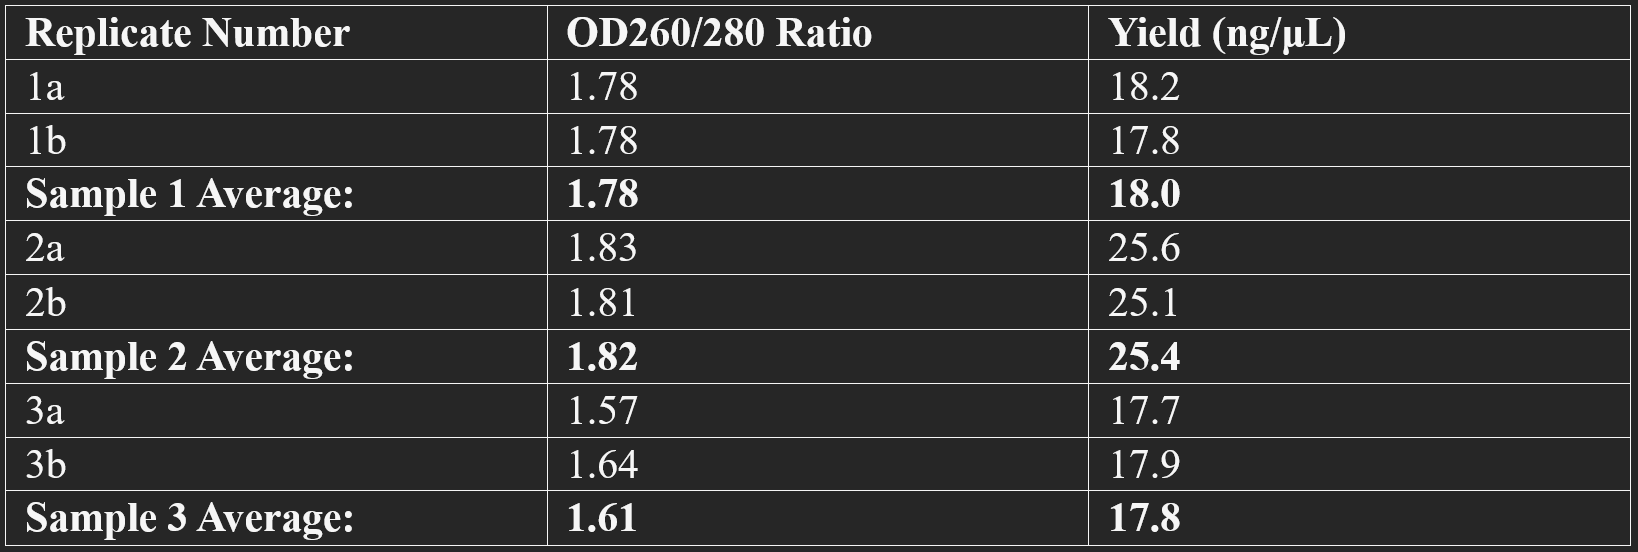 Replicate Number OD260/280 Ratio Yield (ng/μL)
1a 1.78 18.2
1b 1.78 17.8
Sample 1 Average: 1.78 18.0
2a 1.83 25.6
2b 1.81 25.1
Sample 2 Average: 1.82 25.4
3a 1.57 17.7
3b 1.64 17.9
Sample 3 Average: 1.61 17.8